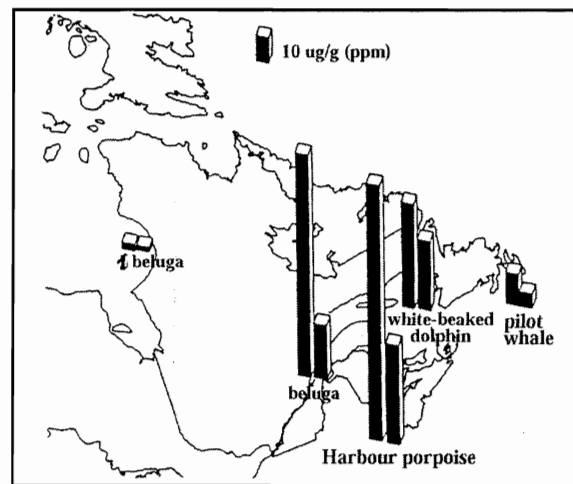 10 ug/g (ppm)
beluga
white-beaked
dolphin
pilot
whale
beluga
Harbour porpoise